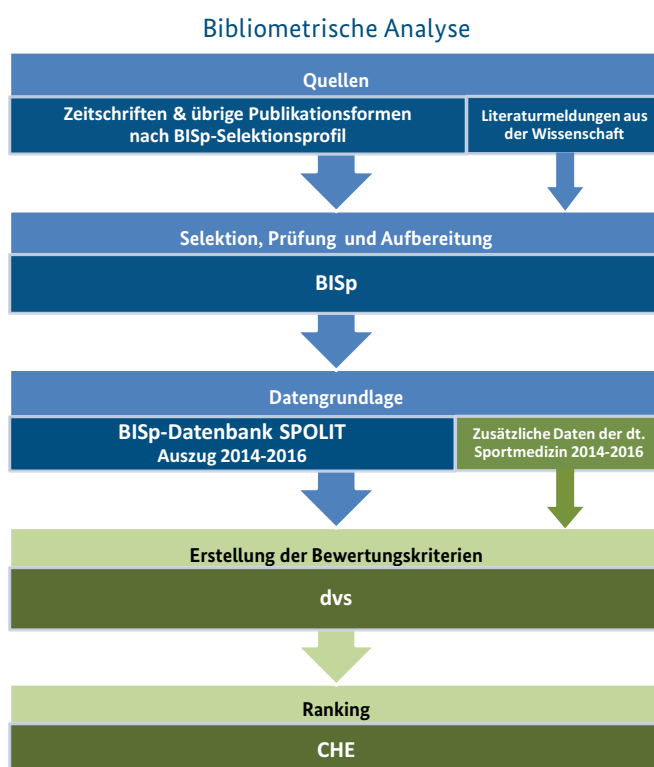 Bibliometrische Analyse
Quellen
Zeitschriften & übrige Publikationsformen
nach BISp-Selektionsprofil
Literaturmeldungen aus
der Wissenschaft
Selektion, Prüfung und Aufbereitung
BISp
Datengrundlage
BISp-Datenbank SPOLIT
Auszug 2014-2016
Zusätzliche Daten der dt.
Sportmedizin 2014-2016
Erstellung der Bewertungskriterien
dvs
Ranking
CHE